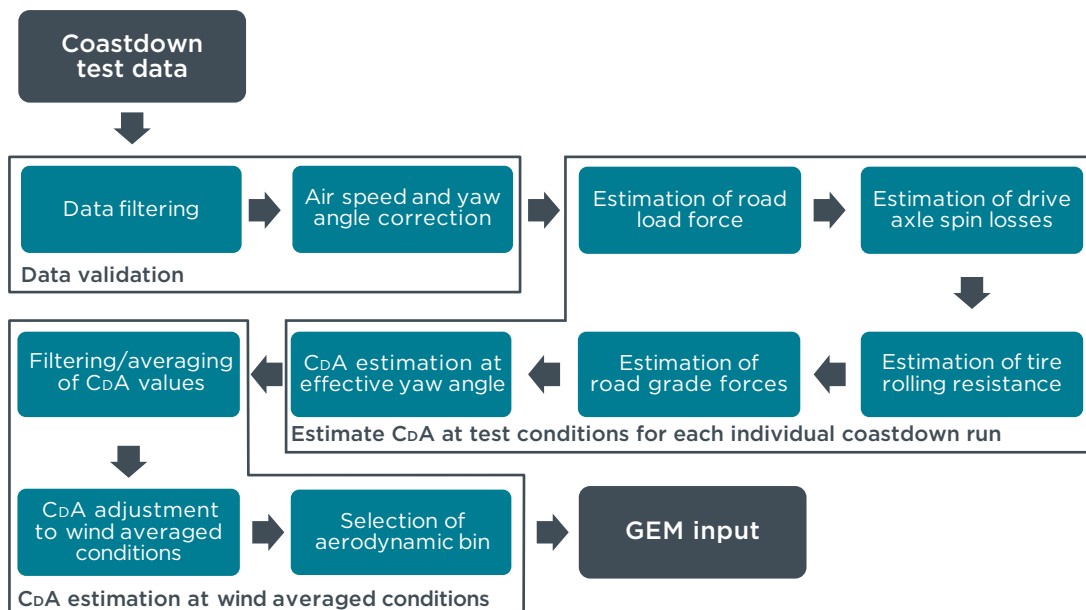 Coastdown
test data
Data filtering
Air speed and yaw
angle correction
Data validation
Estimation of road
load force
Estimation of drive
axle spin losses
Estimation of tire
rolling resistance
Estimation of
road grade forces
CDA estimation at
effective yaw angle
Estimate CDA at test conditions for each individual coastdown run
Filtering/averaging
of CDA values
CDA adjustment
to wind averaged
conditions
Selection of
aerodynamic bin
CDA estimation at wind averaged conditions
GEM input